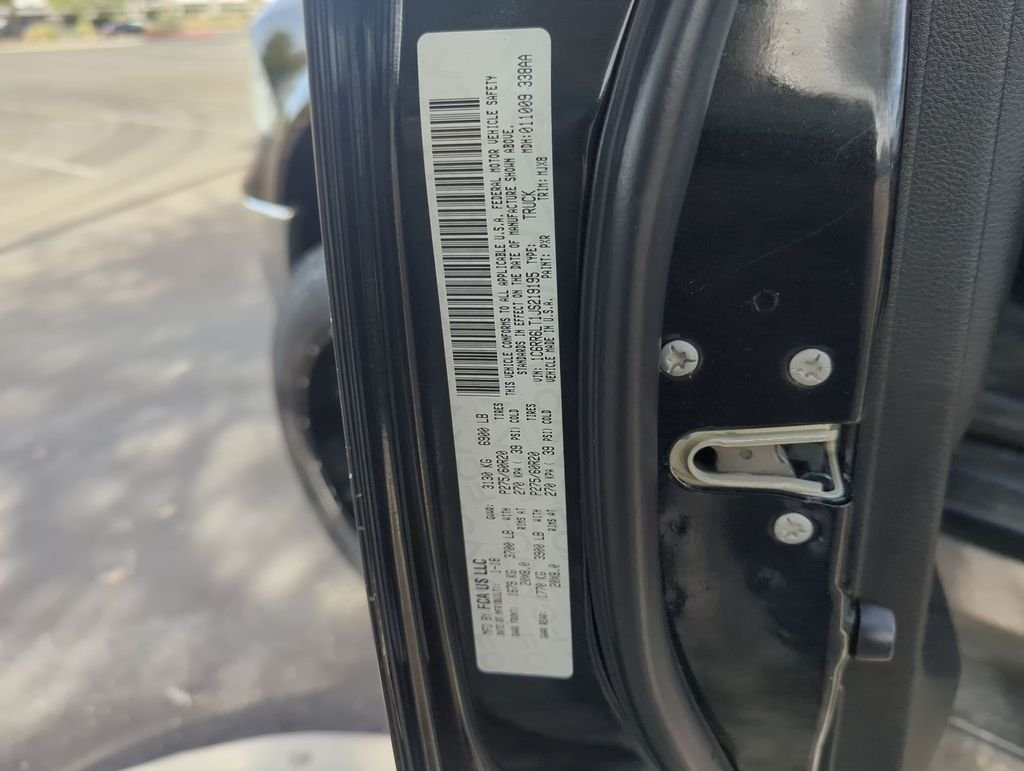 MFD BY FCA US LLC
DATE OF MFR(BUILT): 1-18 GVWR: 3130 KG 6900 LB
GAWR FRONT: 1679 KG 3700 LB WITH P275/60R20 TIRES
20X8.0 RIMS AT 270 KPA( 39 PSI) COLD
GAWR REAR: 1770 KG 3900 LB WITH P275/60R20 TIRES
20X8.0 RIMS AT 270 KPA( 39 PSI) COLD
THIS VEHICLE CONFORMS TO ALL APPLICABLE U.S.A. FEDERAL MOTOR VEHICLE SAFETY
STANDARDS IN EFFECT ON THE DATE OF MANUFACTURE SHOWN ABOVE.
VIN: 1C6RR6LT1JS219195 TYPE: TRUCK MDH:011009 338AA
VEHICLE MADE IN U.S.A. PAINT: PXR TRIM: MJX8